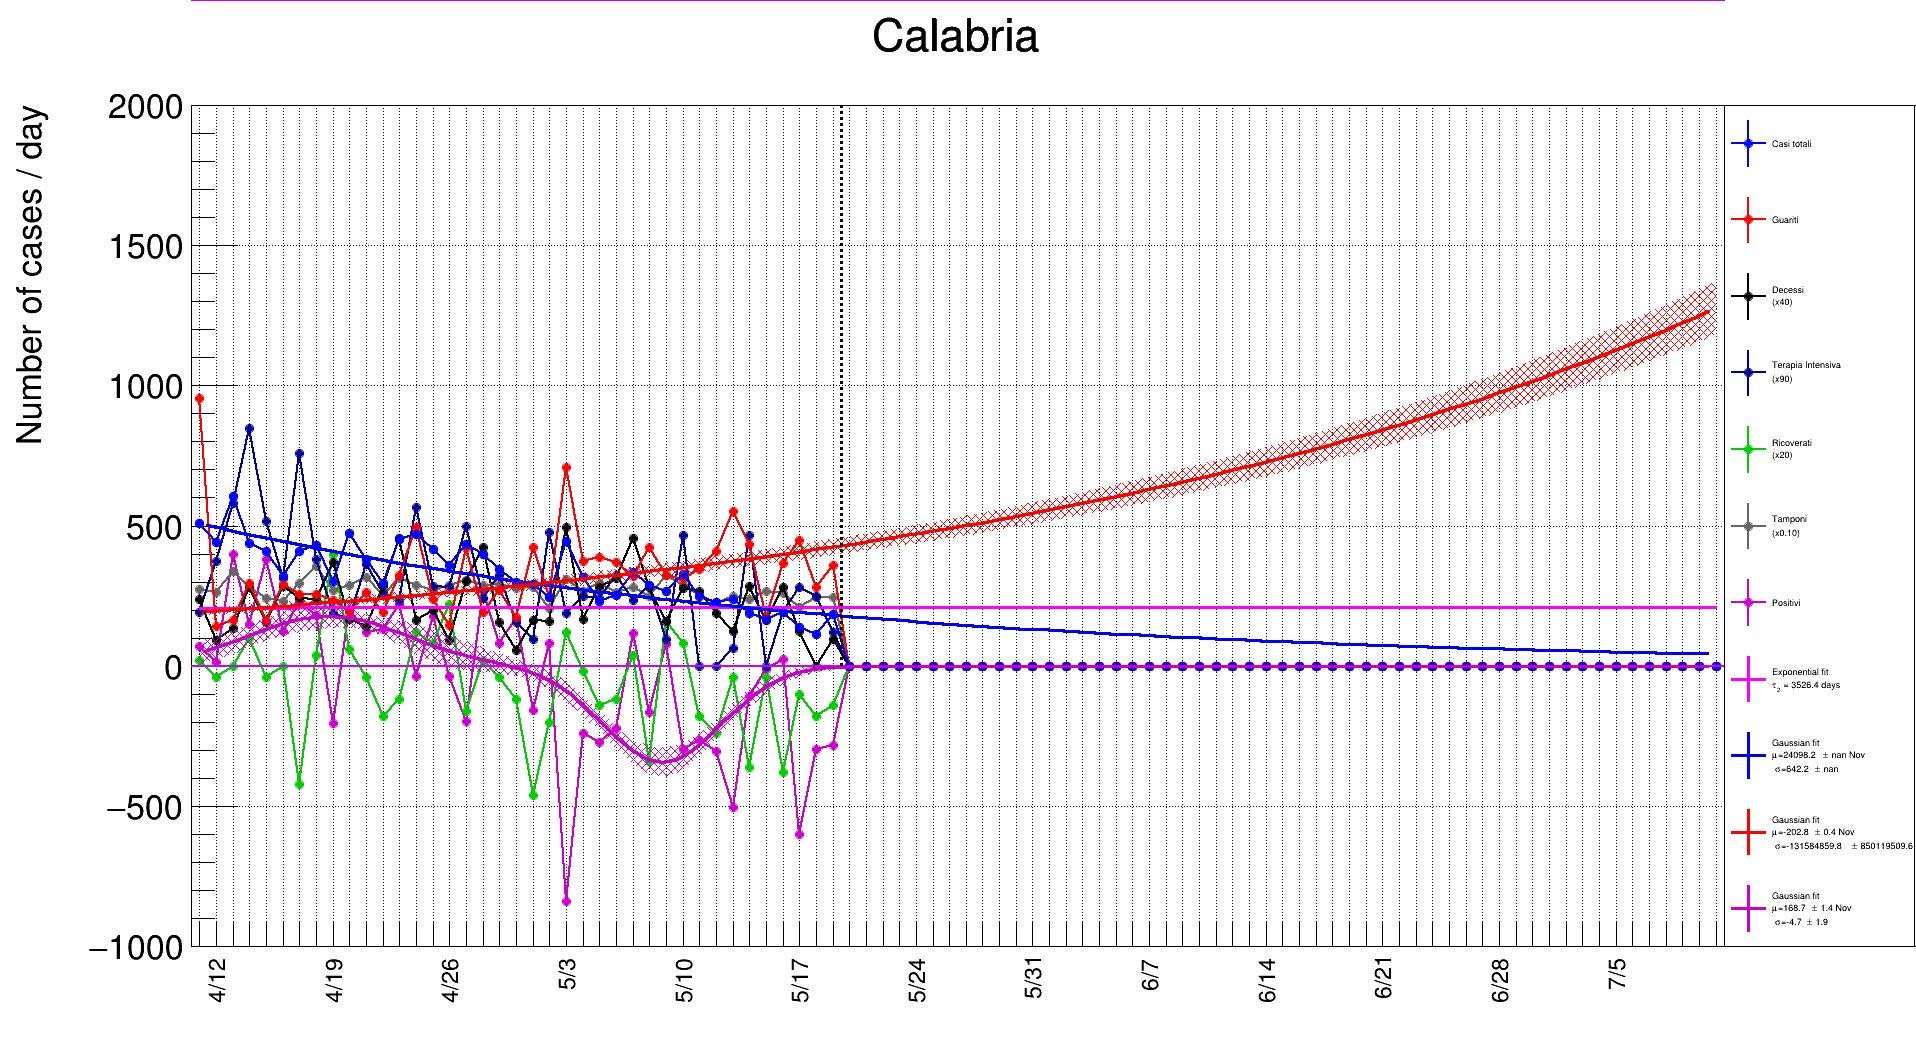 Calabria
Number of cases / day
2000
1500
1000
500
0
−500
−1000
4/12
4/19
4/26
5/3
5/10
5/17
5/24
5/31
6/7
6/14
6/21
6/28
7/5
Casi totali
Guariti
Decessi
(x40)
Terapia Intensiva
(x90)
Ricoverati
(x20)
Tamponi
(x0.10)
Positivi
Exponential fit
τ2 = 3526.4 days
Gaussian fit
μ=24098.2 ± nan Nov
σ=642.2 ± nan
Gaussian fit
μ=-202.8 ± 0.4 Nov
σ=-131584859.8 ± 850119509.6
Gaussian fit
μ=168.7 ± 1.4 Nov
σ=-4.7 ± 1.9